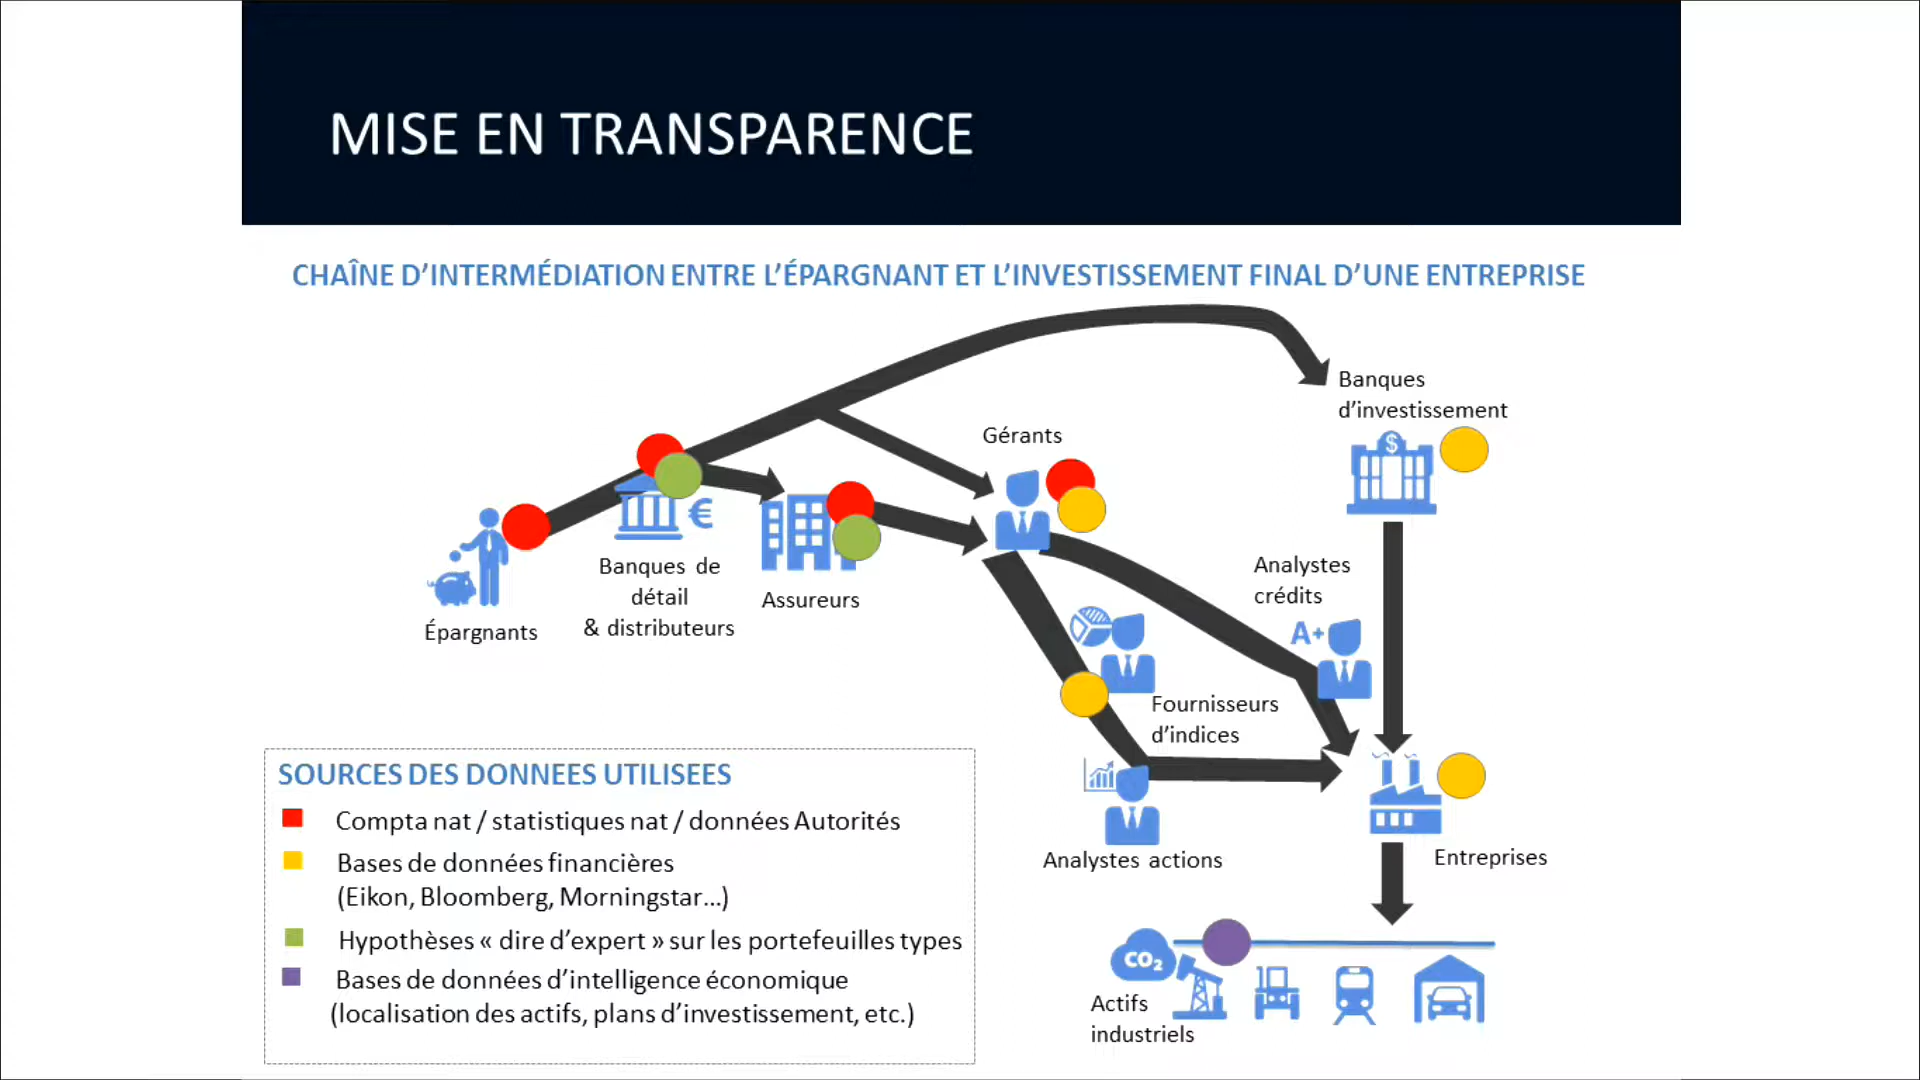 MISE EN TRANSPARENCE
CHAÎNE D’INTERMÉDIATION ENTRE L’ÉPARGNANT ET L’INVESTISSEMENT FINAL D’UNE ENTREPRISE
Banques
d’investissement
$
Gérants
€
Banques de
détail
& distributeurs
Assureurs
Épargnants
Analystes
crédits
A+
Fournisseurs
d’indices
Analystes actions
Entreprises
CO2
Actifs
industriels
SOURCES DES DONNEES UTILISEES
Compta nat / statistiques nat / données Autorités
Bases de données financières
(Eikon, Bloomberg, Morningstar…)
Hypothèses « dire d’expert » sur les portefeuilles types
Bases de données d’intelligence économique
(localisation des actifs, plans d’investissement, etc.)